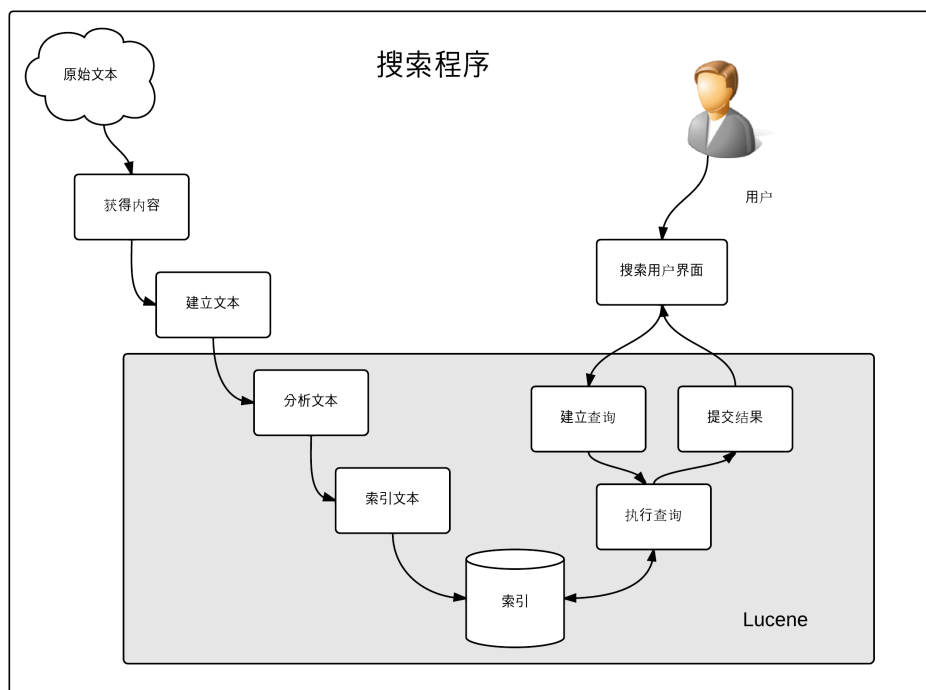 搜索程序
原始文本
获得内容
用户
搜索用户界面
建立文本
分析文本
建立查询
提交结果
索引文本
执行查询
索引
Lucene